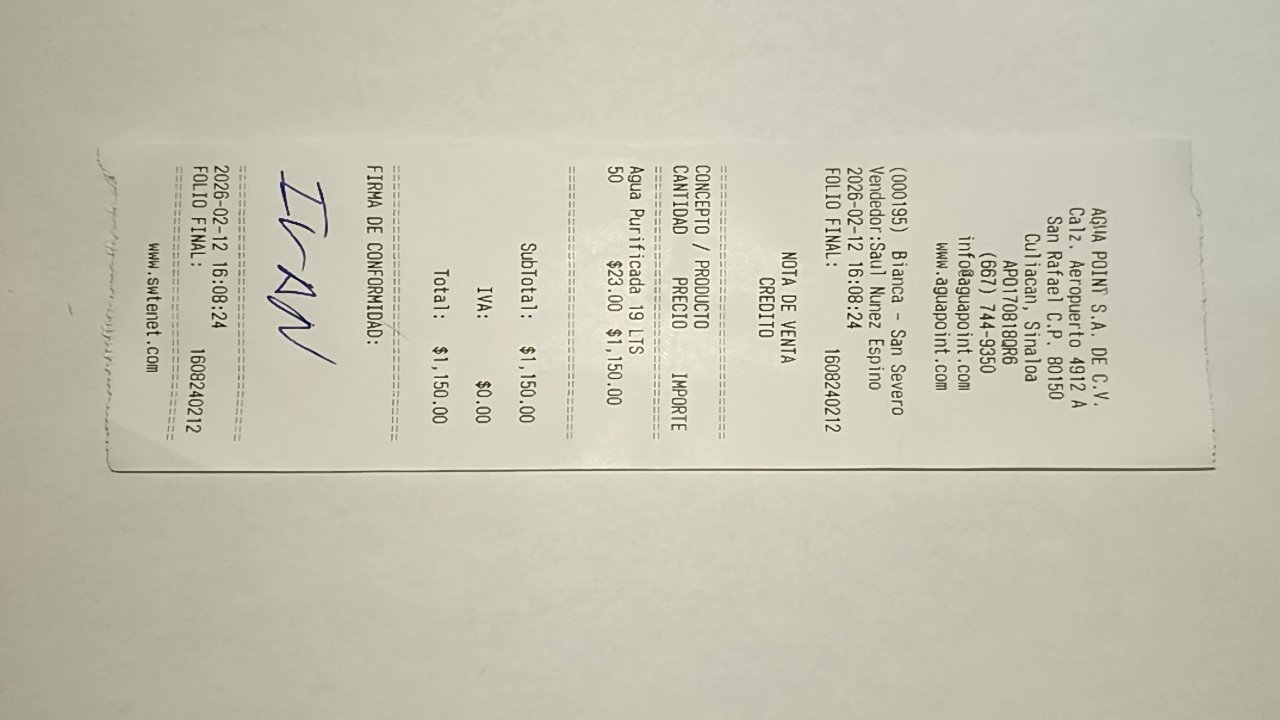 AGUA POINT S.A. DE C.V.
Calz. Aeropuerto 4912 A
San Rafael C.P. 80150
Culiacan, Sinaloa
APO170818QR6
(667) 744-9350
info@aguapoint.com
www.aguapoint.com
(000195) Bianca - San Severo
Vendedor:Saul Nunez Espino
2026-02-12 16:08:24
FOLIO FINAL: 1608240212
NOTA DE VENTA
CREDITO
================================
CONCEPTO / PRODUCTO
CANTIDAD PRECIO IMPORTE
================================
Agua Purificada 19 LTS
50 $23.00 $1,150.00
================================
SubTotal: $1,150.00
IVA: $0.00
Total: $1,150.00
================================
FIRMA DE CONFORMIDAD:
IVAN
================================
2026-02-12 16:08:24
FOLIO FINAL: 1608240212
================================
www.swtenet.com